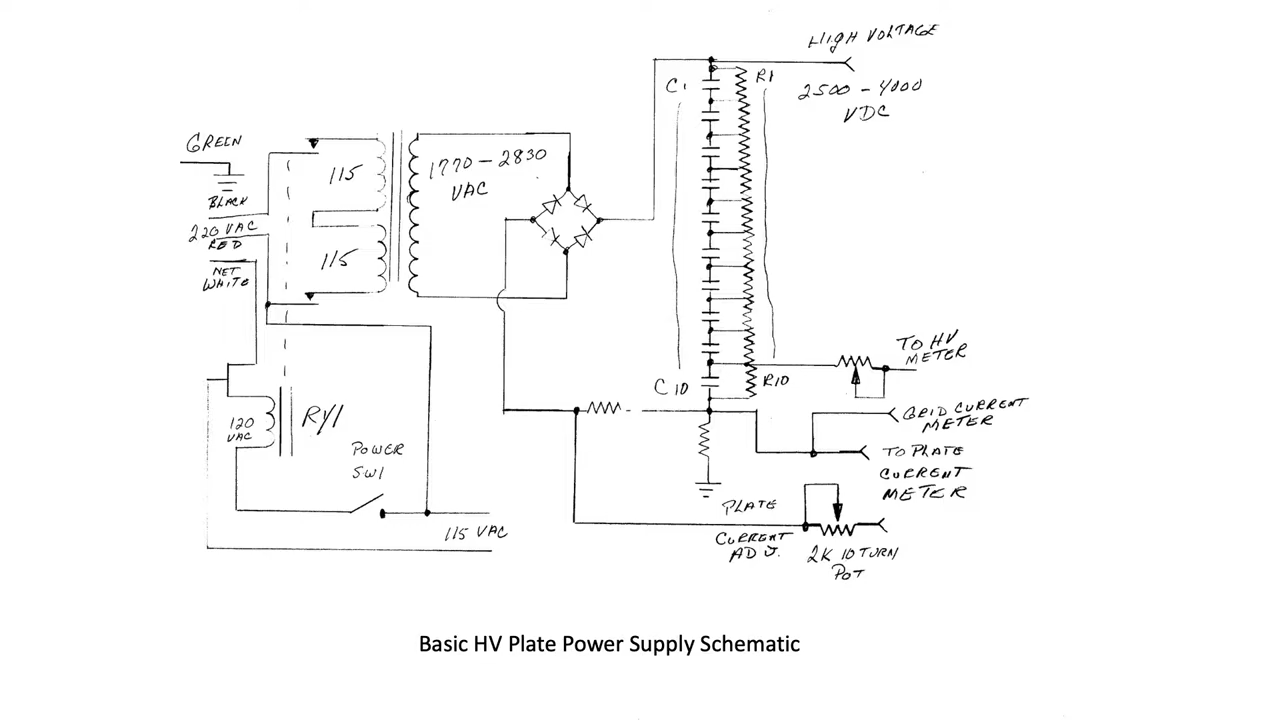 HIGH VOLTAGE
2500 - 4000
VDC
C1
R1
GREEN
115
1770 - 2830
VAC
BLACK
220 VAC
RED
115
NET
WHITE
TO HV
METER
C10
R10
GRID CURRENT
METER
120
VAC
RY1
POWER
SW1
TO PLATE
CURRENT
METER
PLATE
CURRENT
ADJ.
115 VAC
2K 10 TURN
POT
Basic HV Plate Power Supply Schematic